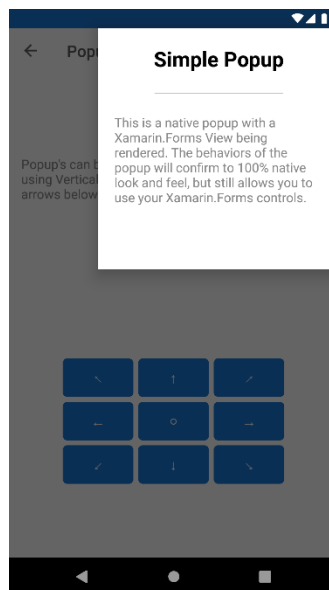 Popu
Simple Popup
This is a native popup with a
Xamarin.Forms View being
rendered. The behaviors of the
popup will confirm to 100% native
look and feel, but still allows you to
use your Xamarin.Forms controls.
Popup's can b
using Vertical
arrows below